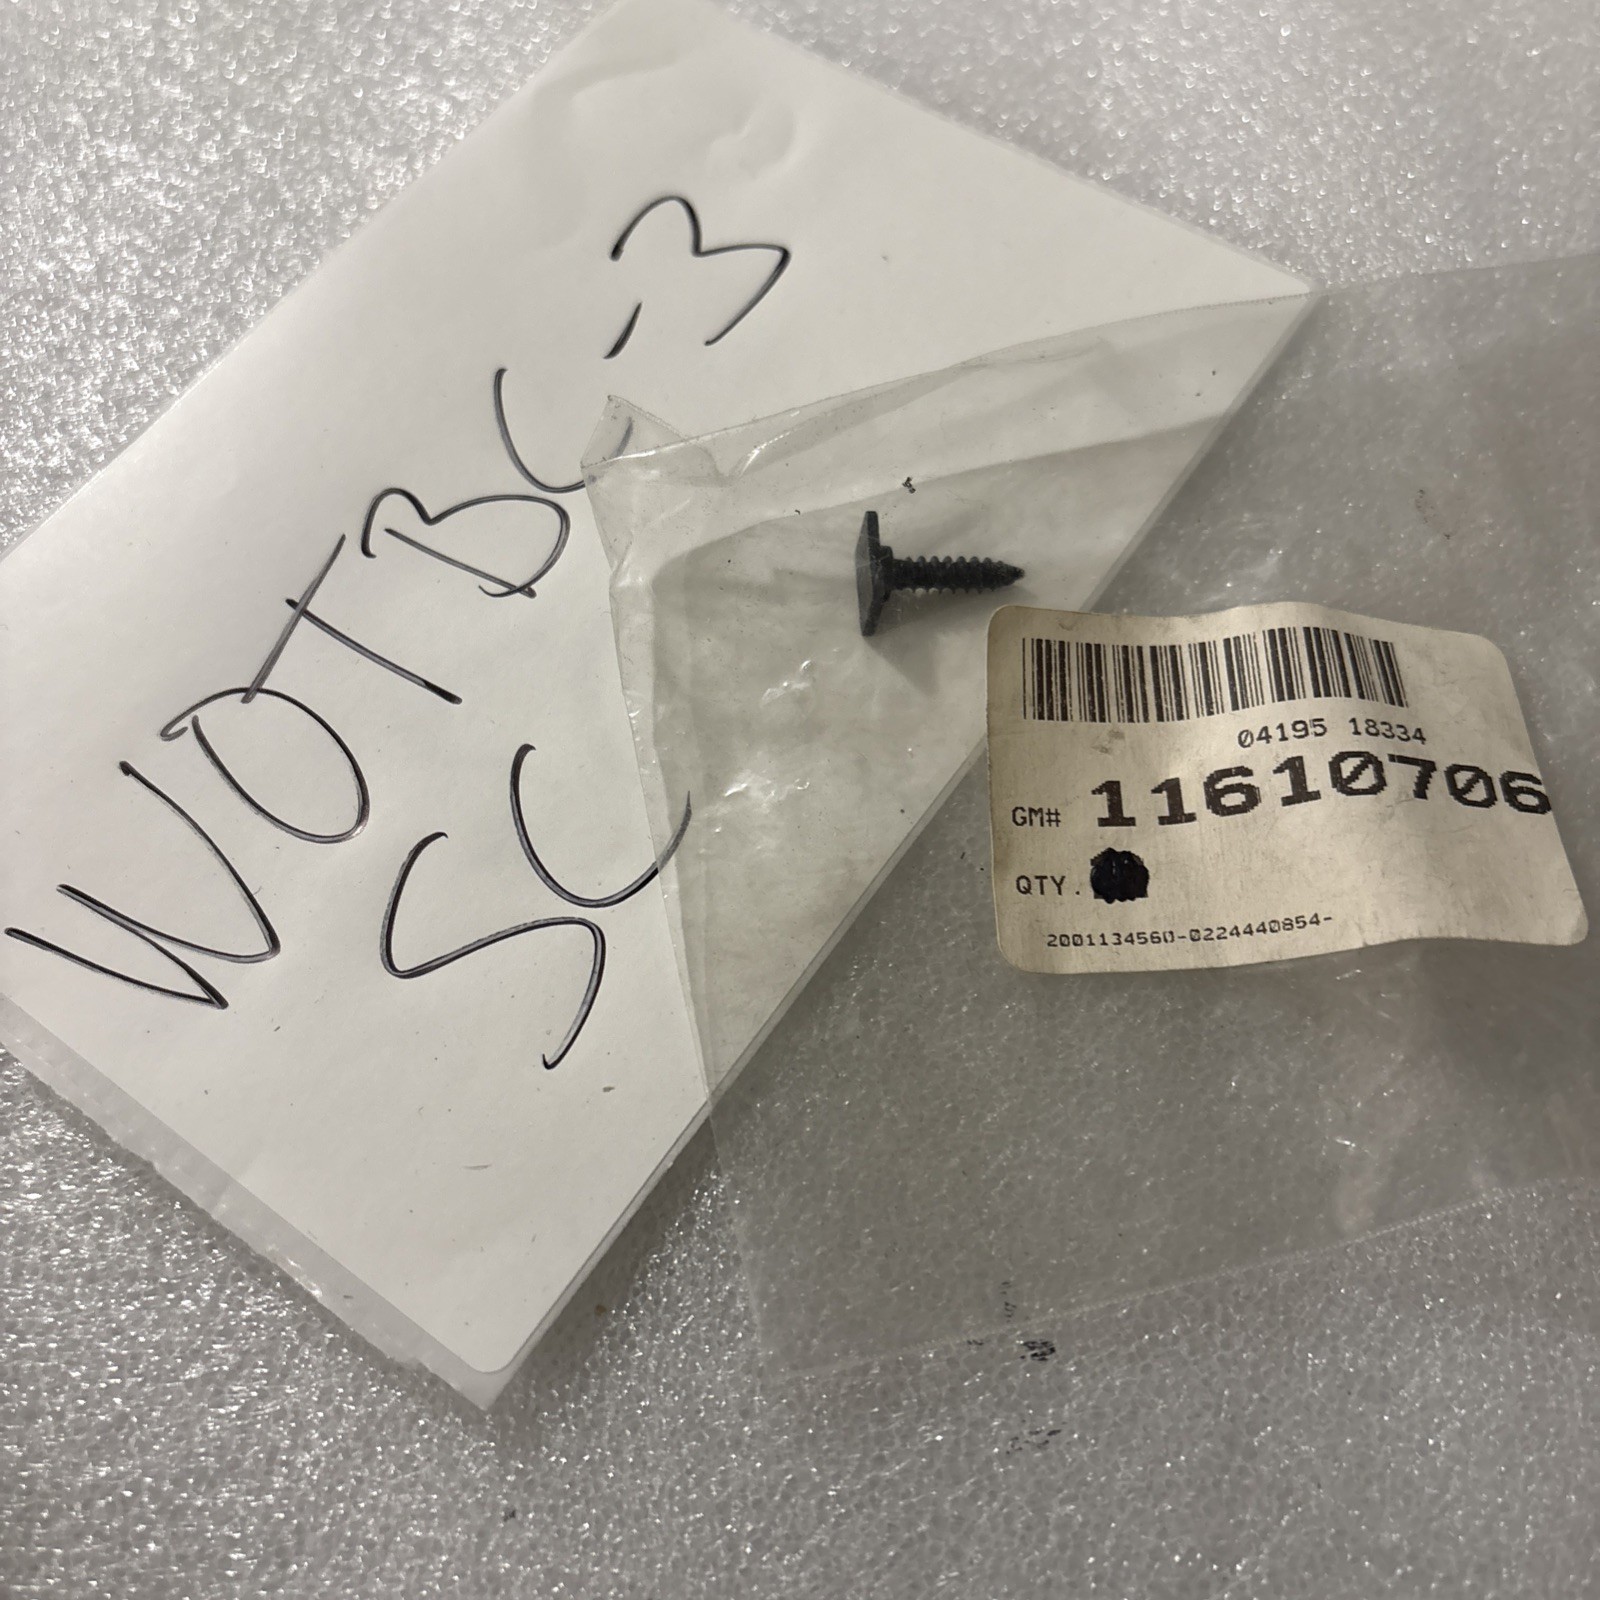 WOTBC-3
SC
04195 18334
GM# 11610706
QTY.
2001134560-0224440854-